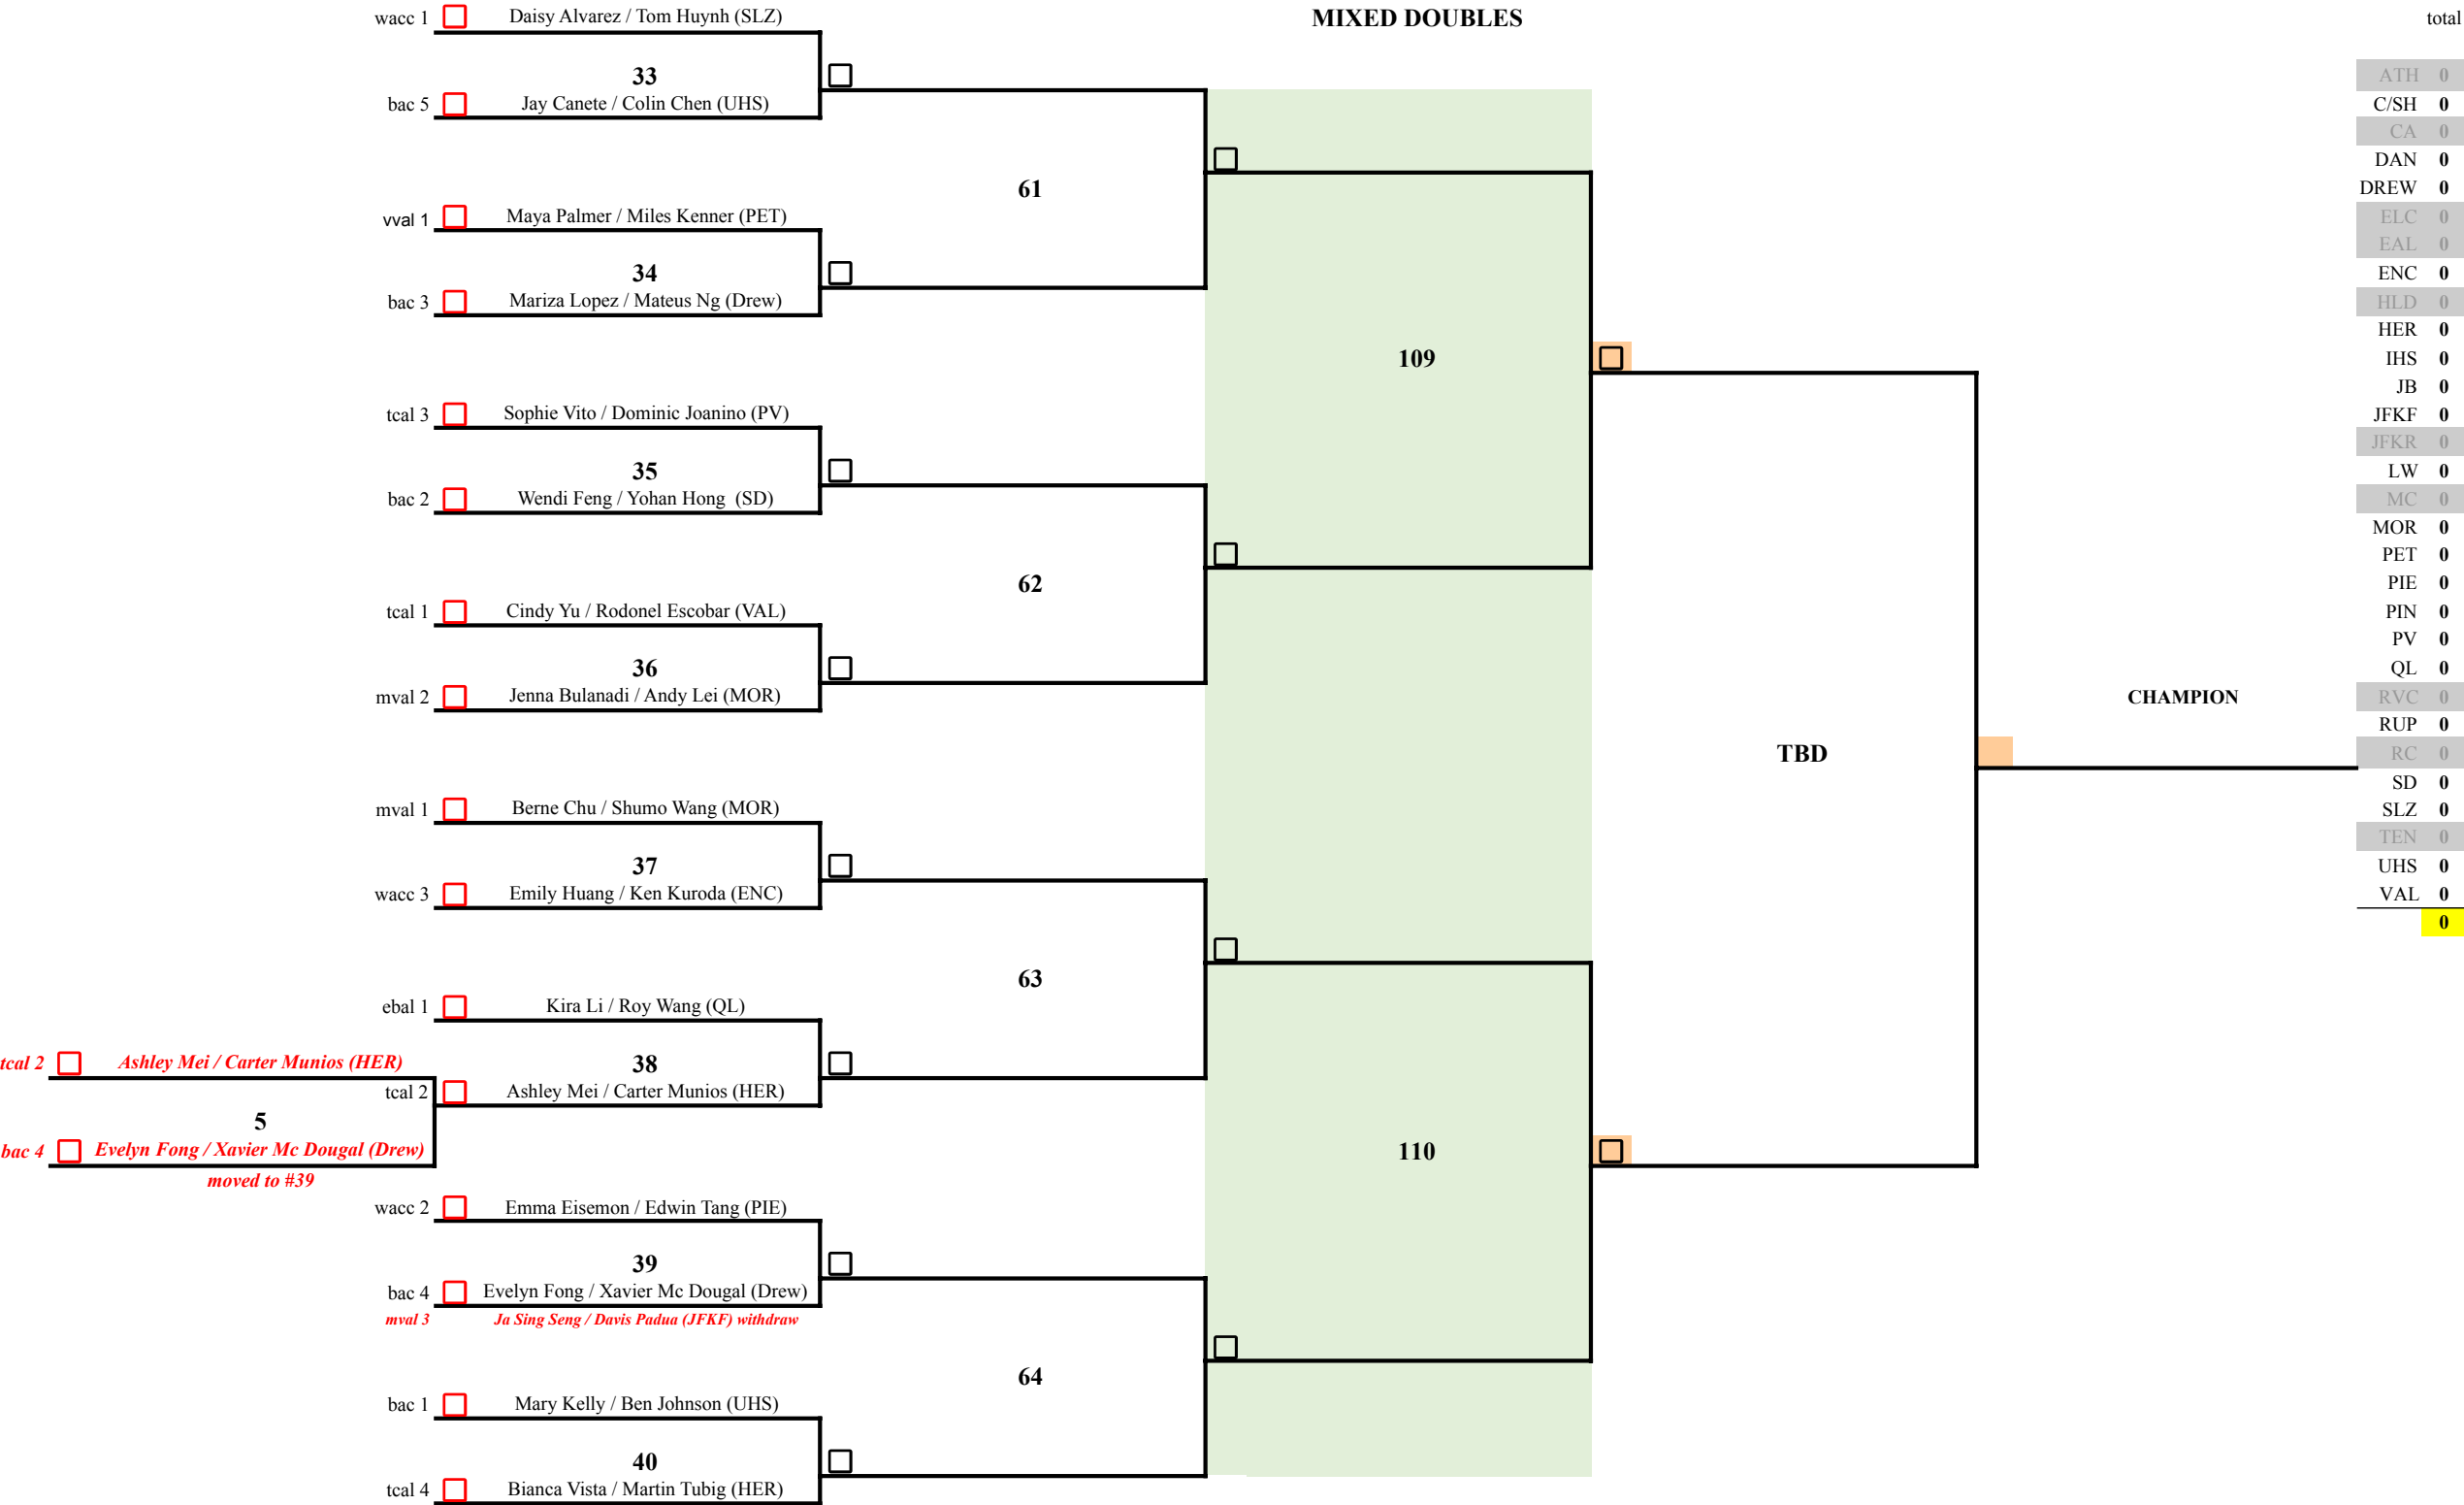 MIXED DOUBLES
total
wacc 1 Daisy Alvarez / Tom Huynh (SLZ)
33
bac 5 Jay Canete / Colin Chen (UHS)
61
vval 1 Maya Palmer / Miles Kenner (PET)
34
bac 3 Mariza Lopez / Mateus Ng (Drew)
109
tcal 3 Sophie Vito / Dominic Joanino (PV)
35
bac 2 Wendi Feng / Yohan Hong (SD)
62
tcal 1 Cindy Yu / Rodonel Escobar (VAL)
36
mval 2 Jenna Bulanadi / Andy Lei (MOR)
CHAMPION
TBD
mval 1 Berne Chu / Shumo Wang (MOR)
37
wacc 3 Emily Huang / Ken Kuroda (ENC)
63
ebal 1 Kira Li / Roy Wang (QL)
tcal 2 Ashley Mei / Carter Munios (HER)
38
tcal 2 Ashley Mei / Carter Munios (HER)
5
bac 4 Evelyn Fong / Xavier Mc Dougal (Drew)
moved to #39
110
wacc 2 Emma Eisemon / Edwin Tang (PIE)
39
bac 4 Evelyn Fong / Xavier Mc Dougal (Drew)
mval 3 Ja Sing Seng / Davis Padua (JFKF) withdraw
64
bac 1 Mary Kelly / Ben Johnson (UHS)
40
tcal 4 Bianca Vista / Martin Tubig (HER)
ATH 0
C/SH 0
CA 0
DAN 0
DREW 0
ELC 0
EAL 0
ENC 0
HLD 0
HER 0
IHS 0
JB 0
JFKF 0
JFKR 0
LW 0
MC 0
MOR 0
PET 0
PIE 0
PIN 0
PV 0
QL 0
RVC 0
RUP 0
RC 0
SD 0
SLZ 0
TEN 0
UHS 0
VAL 0
0